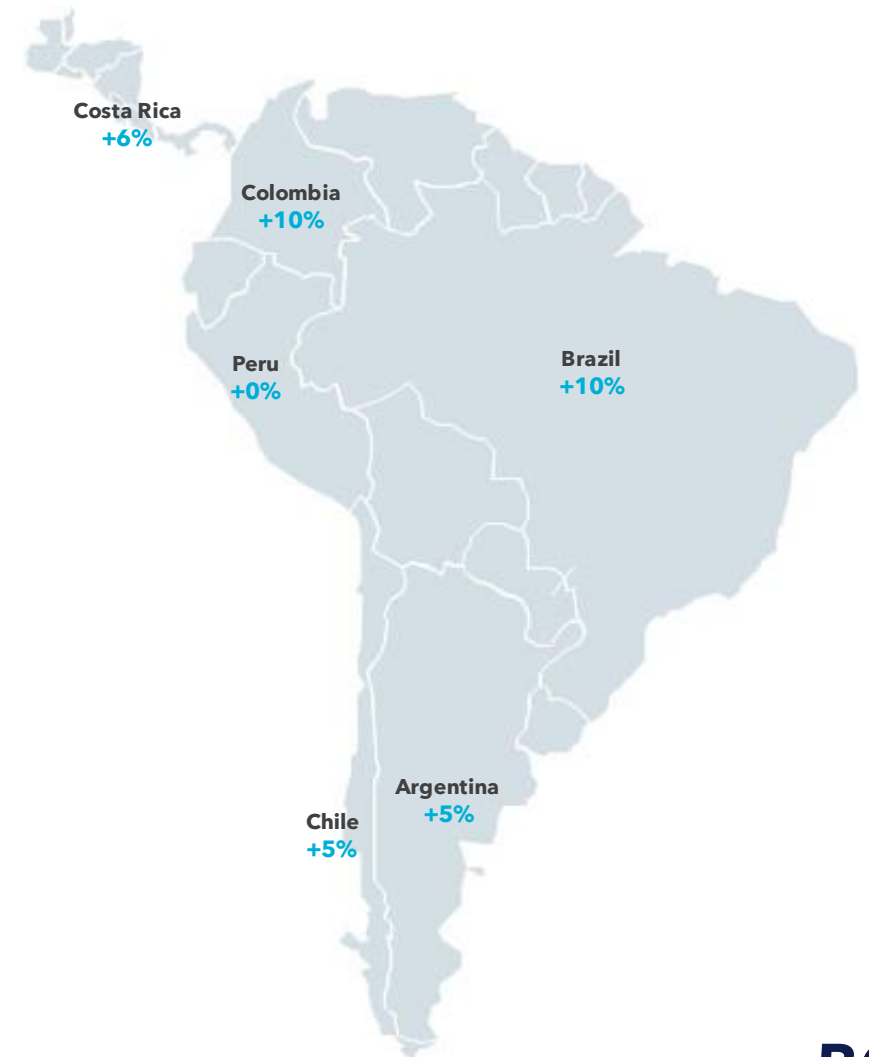 Costa Rica
+6%
Colombia
+10%
Peru
+0%
Brazil
+10%
Argentina
+5%
Chile
+5%